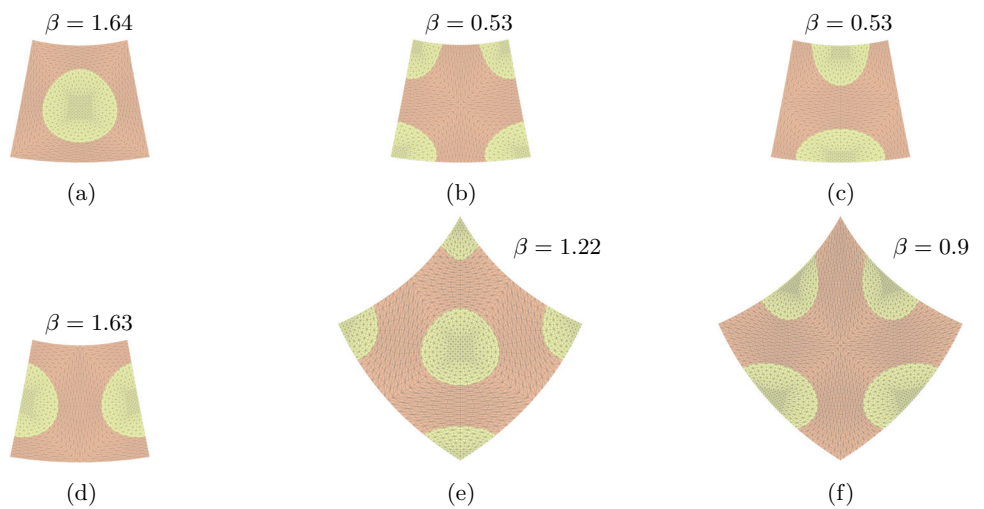 β = 1.64
β = 0.53
β = 0.53
(a)
(b)
(c)
β = 1.63
β = 1.22
β = 0.9
(d)
(e)
(f)